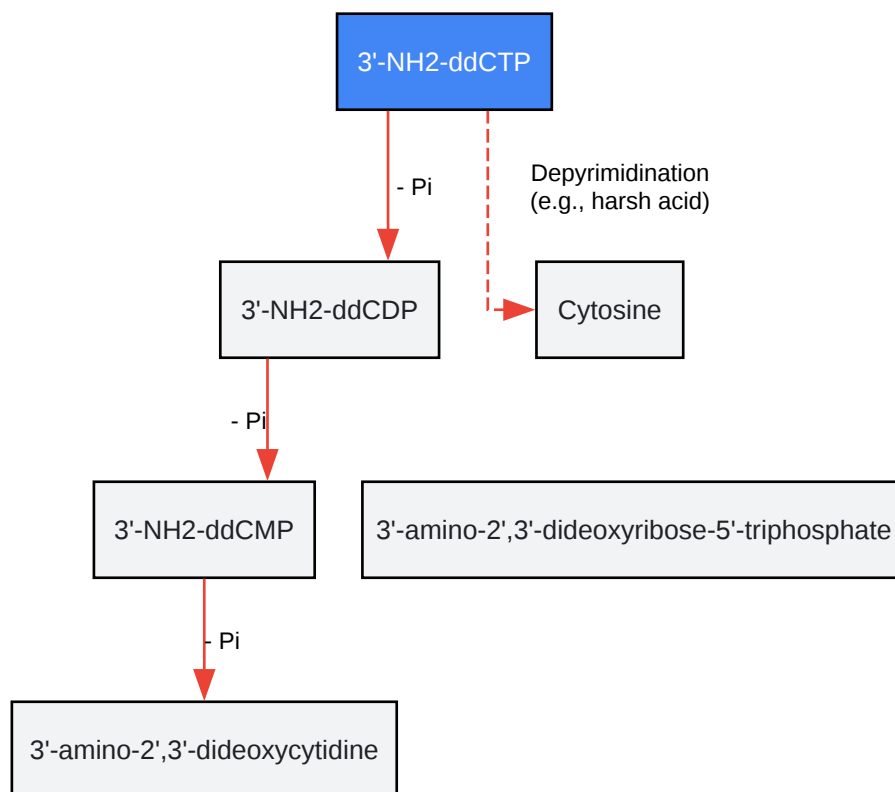 3'-NH2-ddCTP
- Pi
Depyrimidination
(e.g., harsh acid)
3'-NH2-ddCDP
Cytosine
- Pi
3'-NH2-ddCMP
3'-amino-2',3'-dideoxyribose-5'-triphosphate
- Pi
3'-amino-2',3'-dideoxycytidine